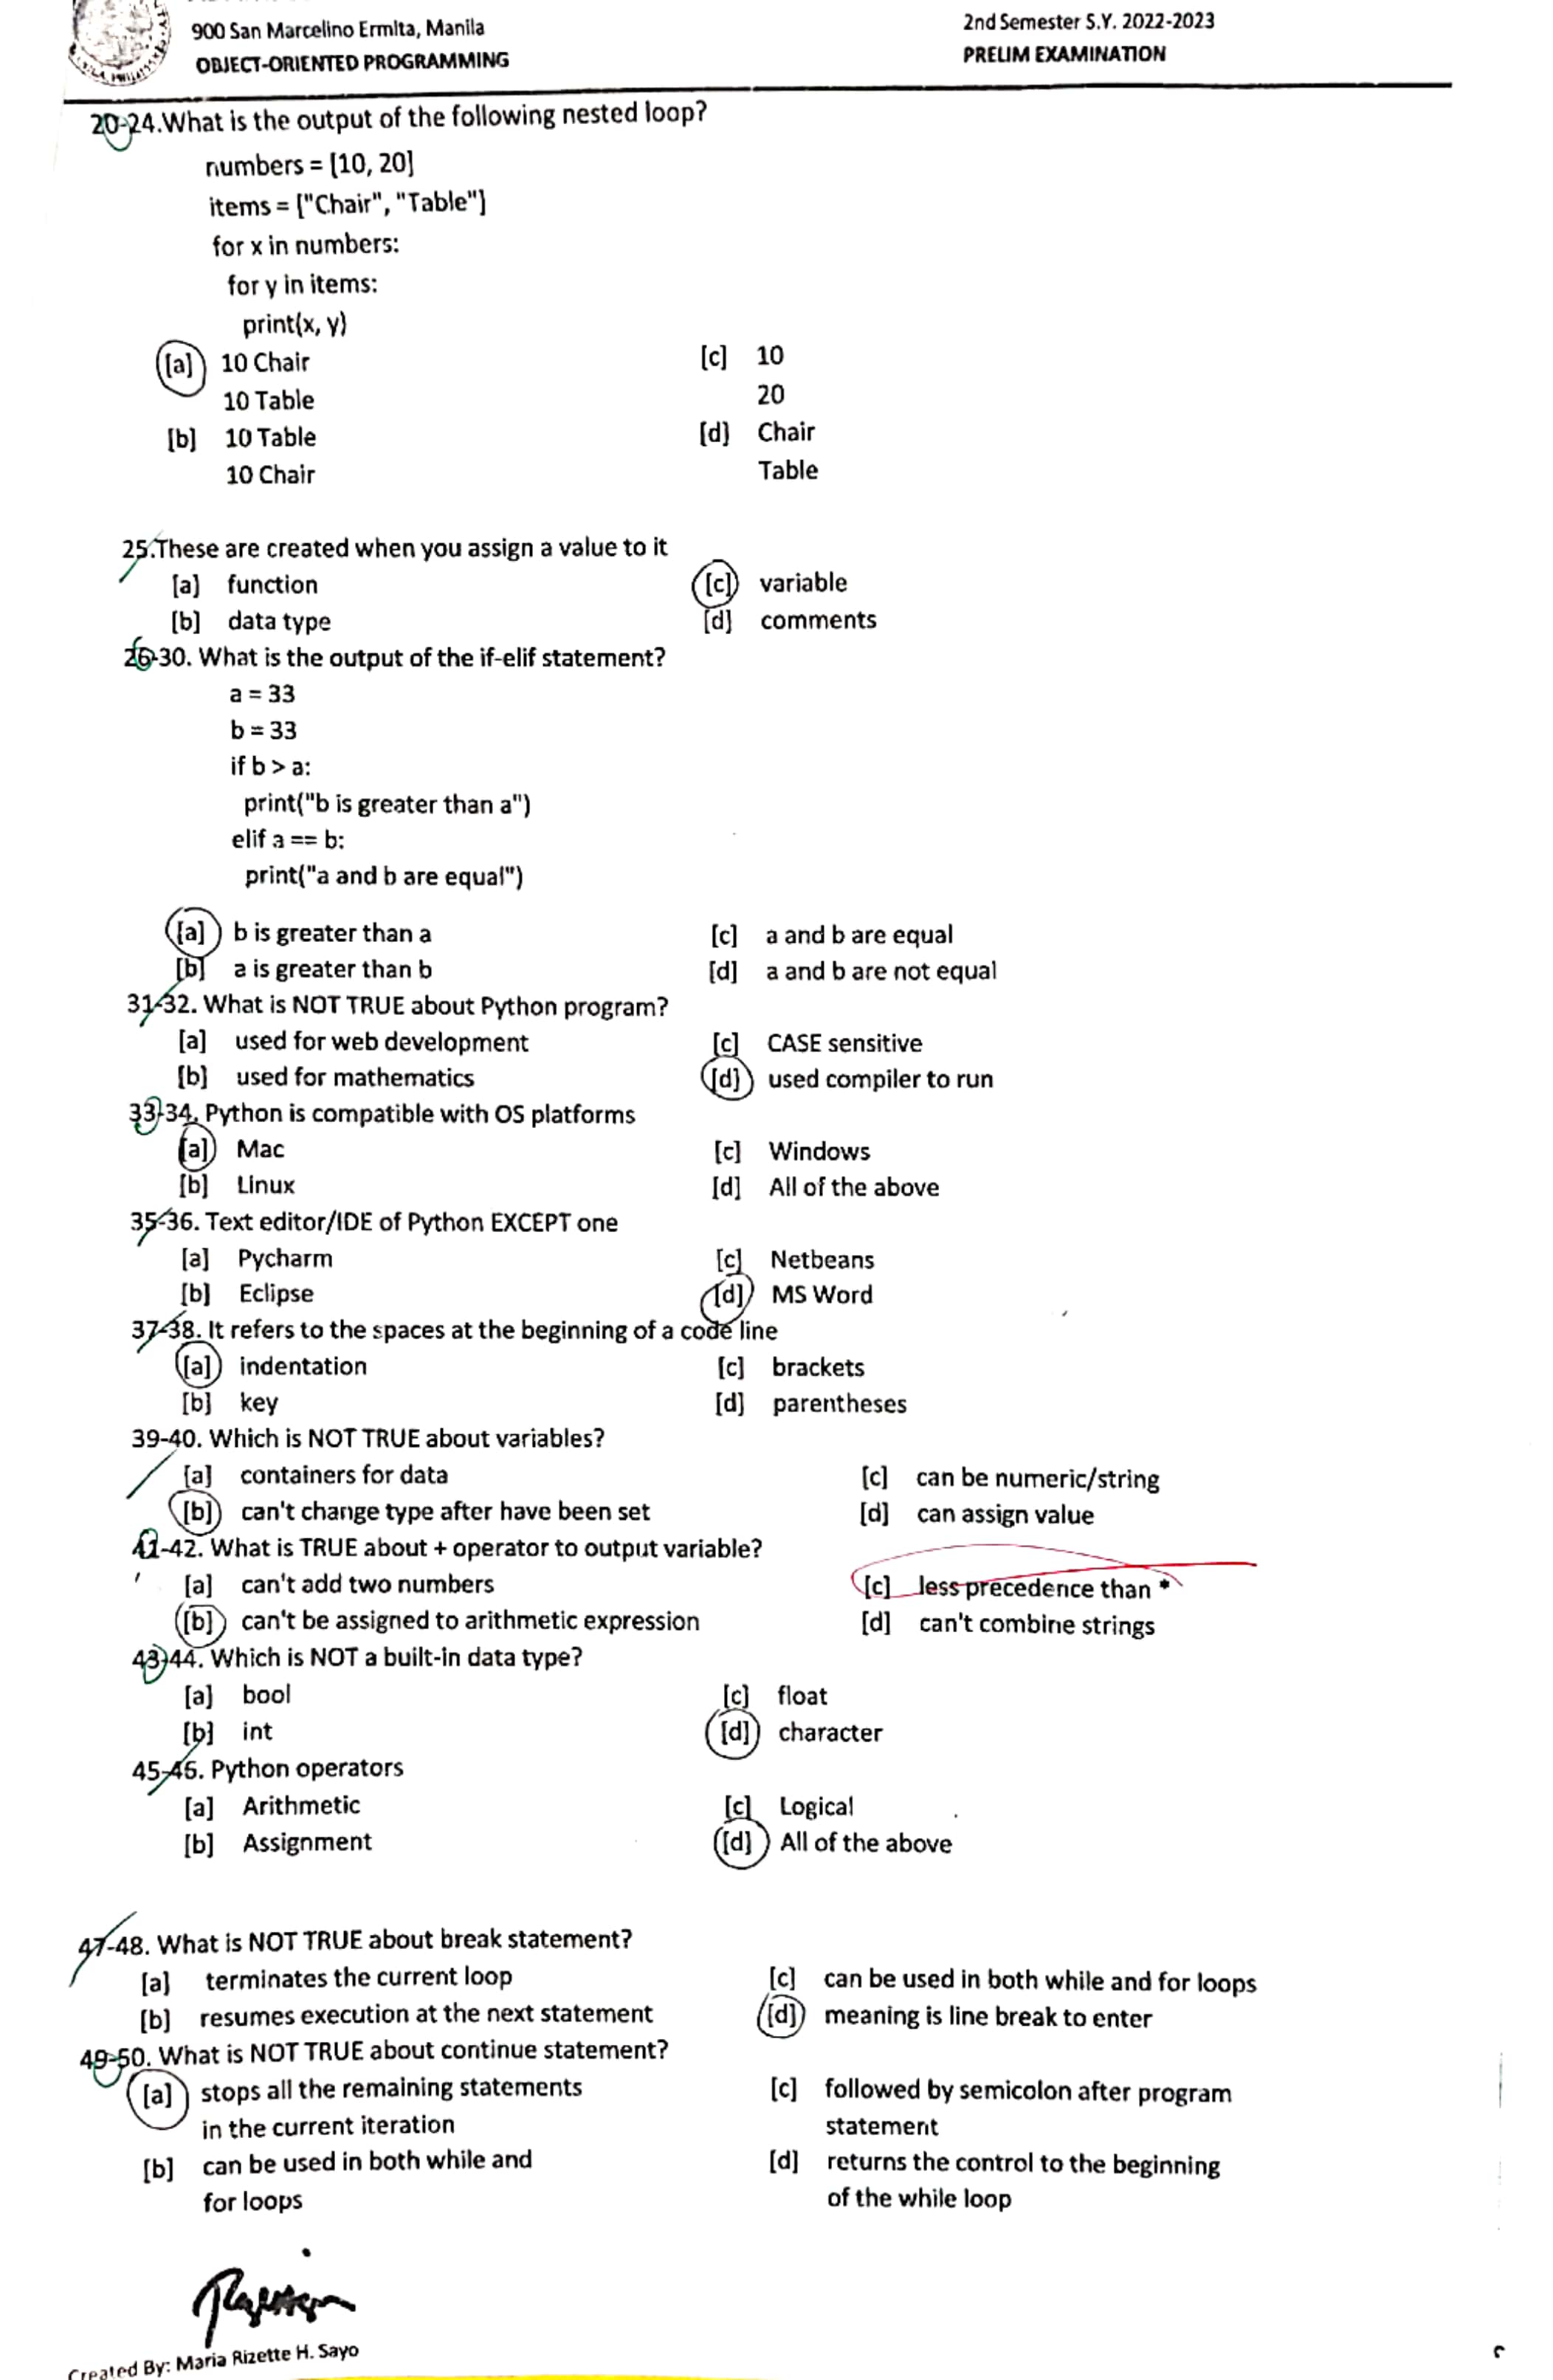 900 San Marcelino Ermita, Manila
2nd Semester S.Y. 2022-2023
OBJECT-ORIENTED PROGRAMMING
PRELIM EXAMINATION
20-24.What is the output of the following nested loop?
numbers = [10, 20]
items = ["Chair", "Table"]
for x in numbers:
for y in items:
print(x, y)
[a] 10 Chair [c] 10
10 Table 20
[b] 10 Table [d] Chair
10 Chair Table
25.These are created when you assign a value to it
[a] function [c] variable
[b] data type [d] comments
26-30. What is the output of the if-elif statement?
a = 33
b = 33
if b > a:
print("b is greater than a")
elif a == b:
print("a and b are equal")
[a] b is greater than a [c] a and b are equal
[b] a is greater than b [d] a and b are not equal
31-32. What is NOT TRUE about Python program?
[a] used for web development [c] CASE sensitive
[b] used for mathematics [d] used compiler to run
33-34. Python is compatible with OS platforms
[a] Mac [c] Windows
[b] Linux [d] All of the above
35-36. Text editor/IDE of Python EXCEPT one
[a] Pycharm [c] Netbeans
[b] Eclipse [d] MS Word
37-38. It refers to the spaces at the beginning of a code line
[a] indentation [c] brackets
[b] key [d] parentheses
39-40. Which is NOT TRUE about variables?
[a] containers for data [c] can be numeric/string
[b] can't change type after have been set [d] can assign value
41-42. What is TRUE about + operator to output variable?
[a] can't add two numbers [c] less precedence than *
[b] can't be assigned to arithmetic expression [d] can't combine strings
43-44. Which is NOT a built-in data type?
[a] bool [c] float
[b] int [d] character
45-46. Python operators
[a] Arithmetic [c] Logical
[b] Assignment [d] All of the above
47-48. What is NOT TRUE about break statement?
[a] terminates the current loop [c] can be used in both while and for loops
[b] resumes execution at the next statement [d] meaning is line break to enter
49-50. What is NOT TRUE about continue statement?
[a] stops all the remaining statements [c] followed by semicolon after program
in the current iteration statement
[b] can be used in both while and [d] returns the control to the beginning
for loops of the while loop
Created By: Maria Rizette H. Sayo